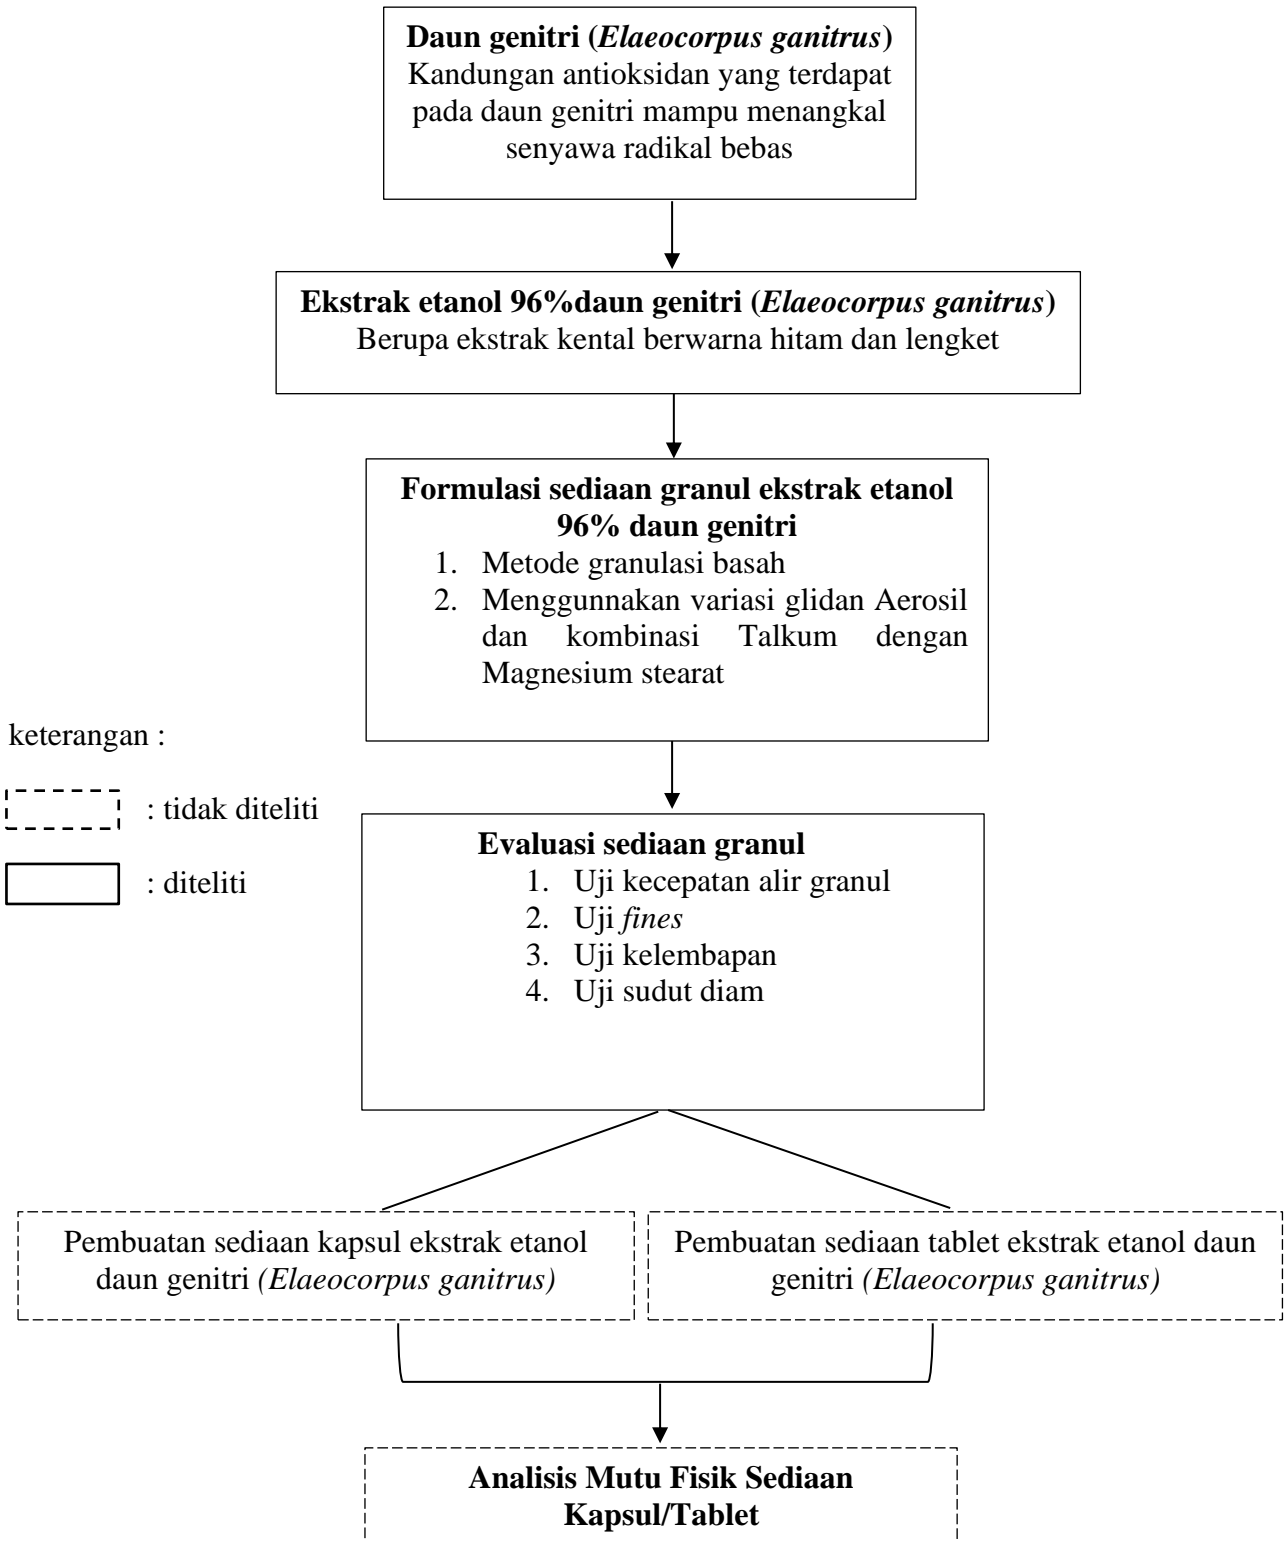 Daun genitri (Elaeocorpus ganitrus)
Kandungan antioksidan yang terdapat
pada daun genitri mampu menangkal
senyawa radikal bebas
Ekstrak etanol 96%daun genitri (Elaeocorpus ganitrus)
Berupa ekstrak kental berwarna hitam dan lengket
Formulasi sediaan granul ekstrak etanol
96% daun genitri
1. Metode granulasi basah
2. Menggunnakan variasi glidan Aerosil
dan kombinasi Talkum dengan
Magnesium stearat
keterangan :
: tidak diteliti
: diteliti
Evaluasi sediaan granul
1. Uji kecepatan alir granul
2. Uji fines
3. Uji kelembapan
4. Uji sudut diam
Pembuatan sediaan kapsul ekstrak etanol
daun genitri (Elaeocorpus ganitrus)
Pembuatan sediaan tablet ekstrak etanol daun
genitri (Elaeocorpus ganitrus)
Analisis Mutu Fisik Sediaan
Kapsul/Tablet